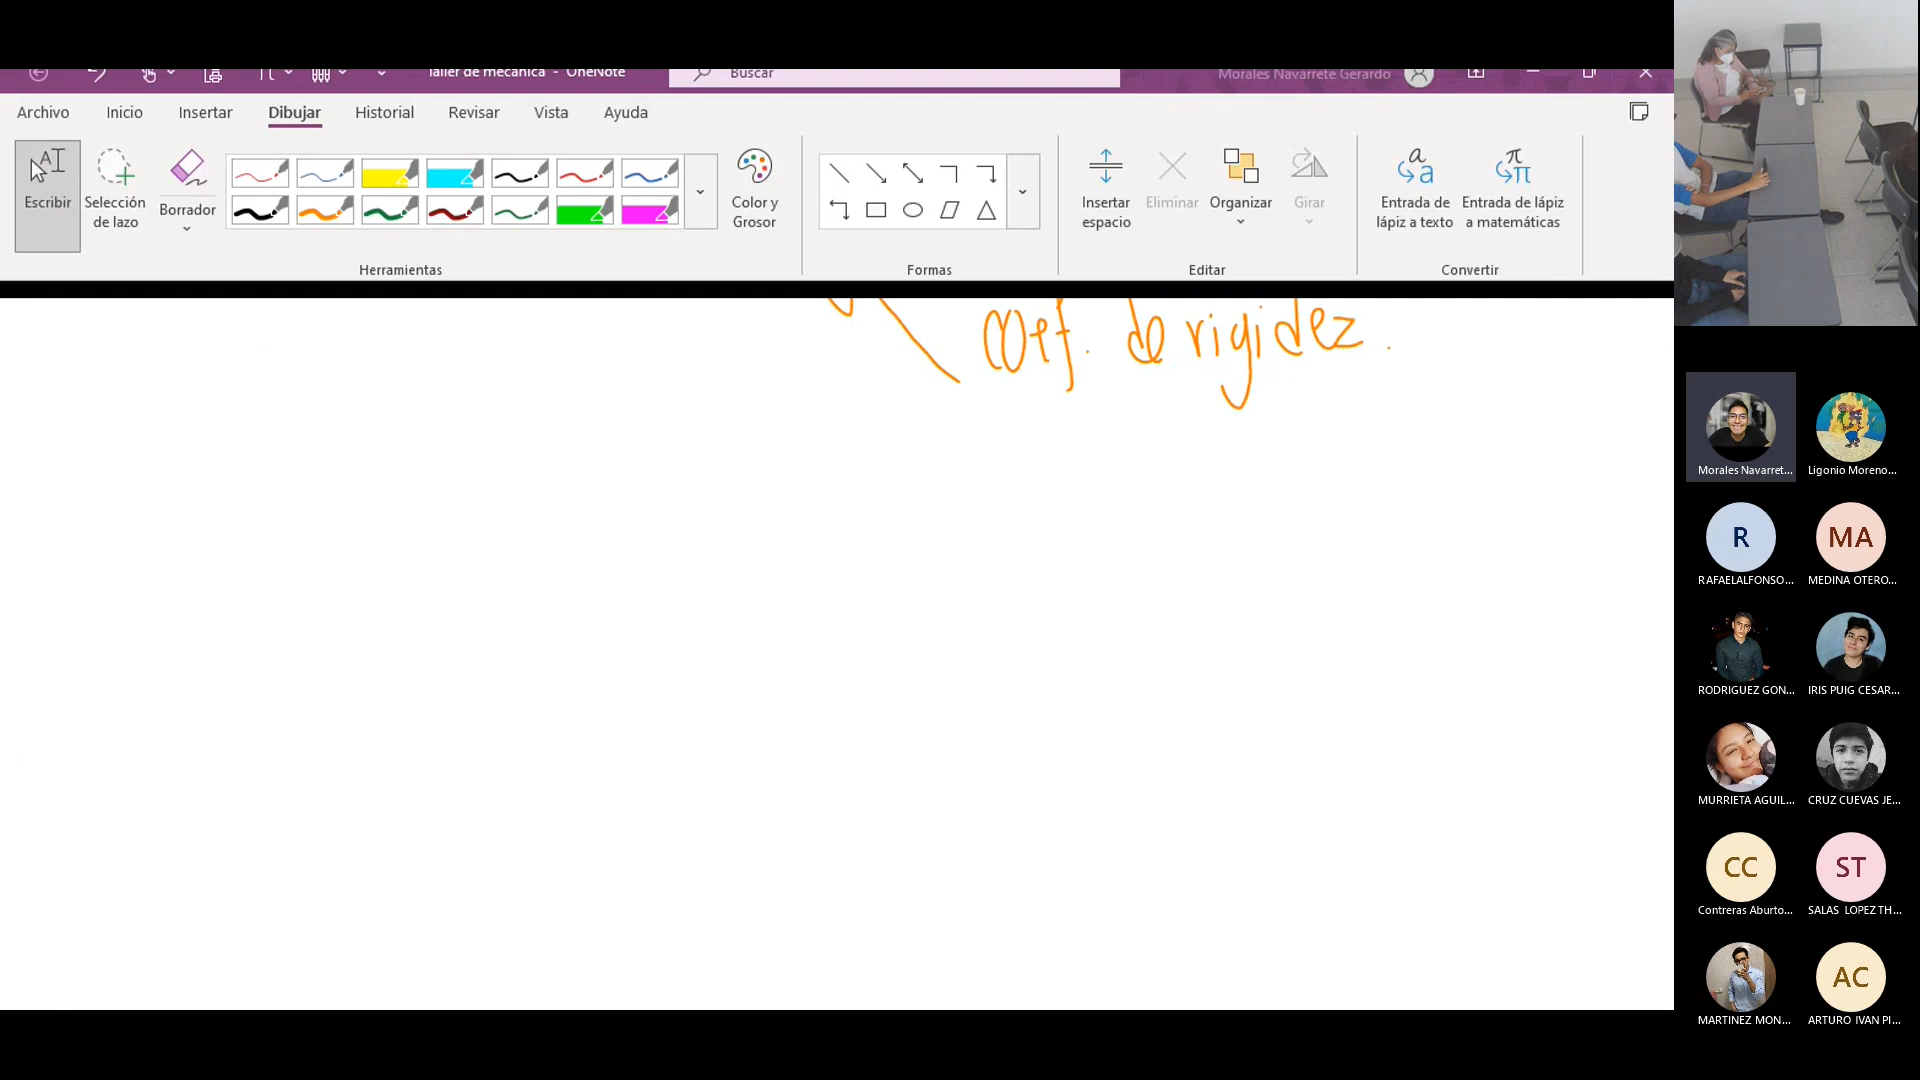 Taller de mecánica - OneNote
Buscar
Morales Navarrete Gerardo
Archivo
Inicio
Insertar
Dibujar
Historial
Revisar
Vista
Ayuda
Escribir
Selección de lazo
Borrador
Color y Grosor
Herramientas
Formas
Insertar espacio
Eliminar
Organizar
Girar
Editar
Entrada de lápiz a texto
Entrada de lápiz a matemáticas
Convertir
coef. de rigidez.
Morales Navarret...
Ligonio Moreno...
R
RAFAELALFONSO...
MA
MEDINA OTERO...
RODRIGUEZ GON...
IRIS PUIG CESAR...
MURRIETA AGUIL...
CRUZ CUEVAS JE...
CC
Contreras Aburto...
ST
SALAS LOPEZ TH...
MARTINEZ MON...
AC
ARTURO IVAN PI...